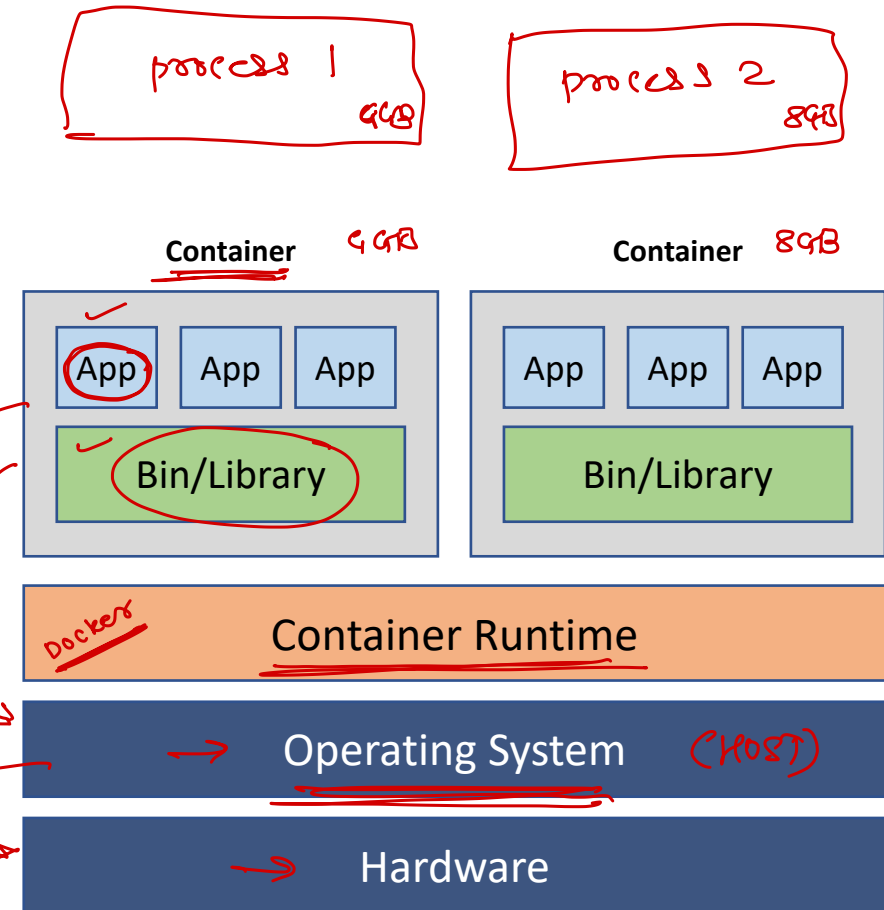 process 1
process 2
4GB
8GB
Container 4GB
Container 8GB
App App App
App App App
Bin/Library
Bin/Library
Docker
Container Runtime
Operating System (HOST)
Hardware